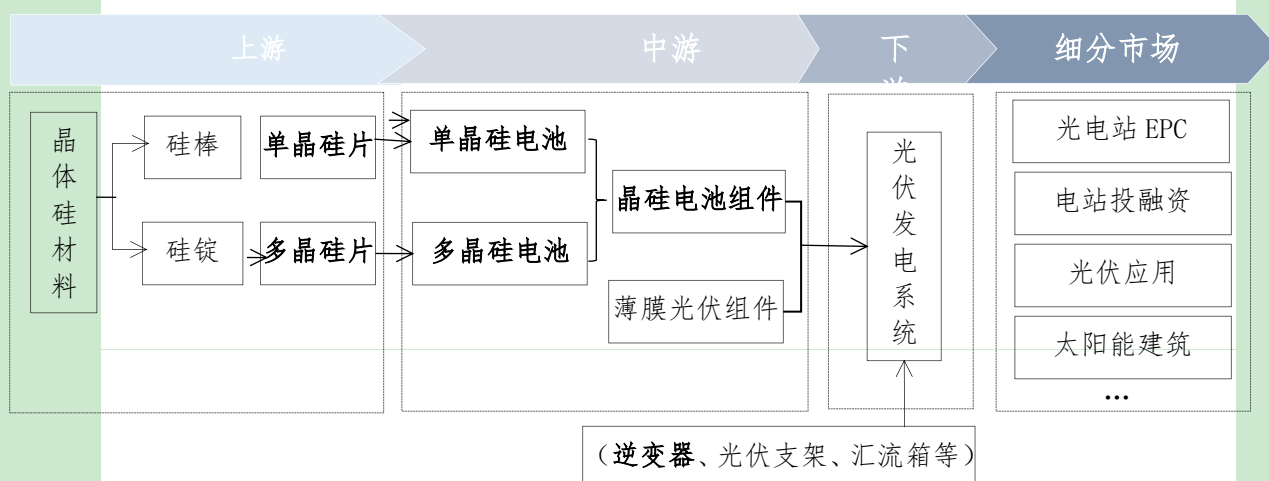 上游
中游
下
游
细分市场
晶
体
硅
材
料
硅棒
单晶硅片
硅锭
多晶硅片
单晶硅电池
多晶硅电池
晶硅电池组件
薄膜光伏组件
光
伏
发
电
系
统
光电站 EPC
电站投融资
光伏应用
太阳能建筑
…
（逆变器、光伏支架、汇流箱等）